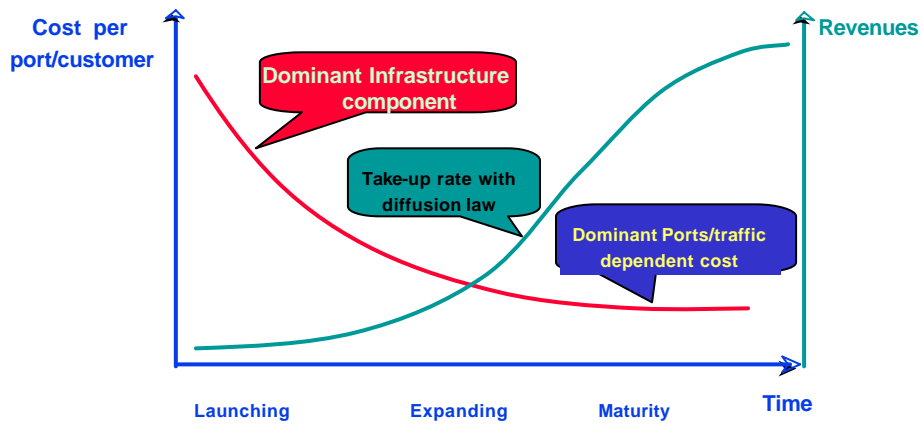 Cost per
port/customer
Revenues
Dominant Infrastructure
component
Take-up rate with
diffusion law
Dominant Ports/traffic
dependent cost
Time
Launching
Expanding
Maturity